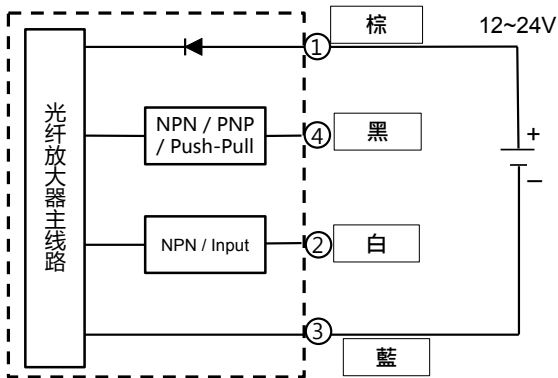 ① 棕 12~24V
光纤放大器主线路
NPN / PNP
/ Push-Pull
④ 黑
+
−
NPN / Input
② 白
③
藍